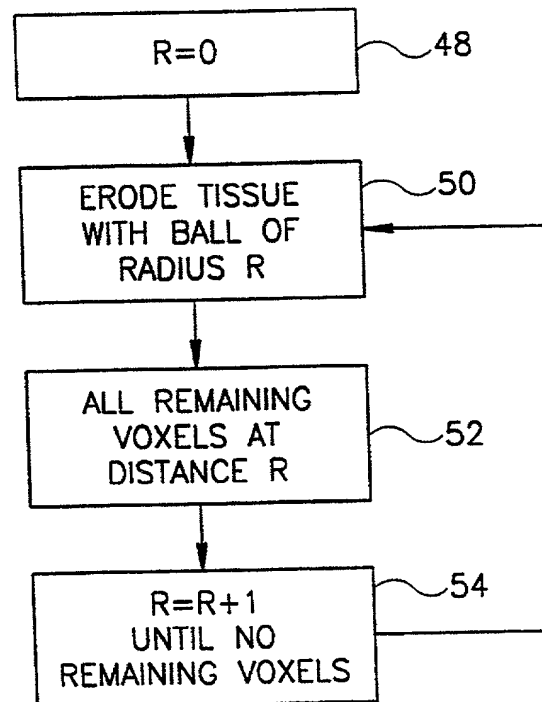 R=0
48
ERODE TISSUE
WITH BALL OF
RADIUS R
50
ALL REMAINING
VOXELS AT
DISTANCE R
52
R=R+1
UNTIL NO
REMAINING VOXELS
54